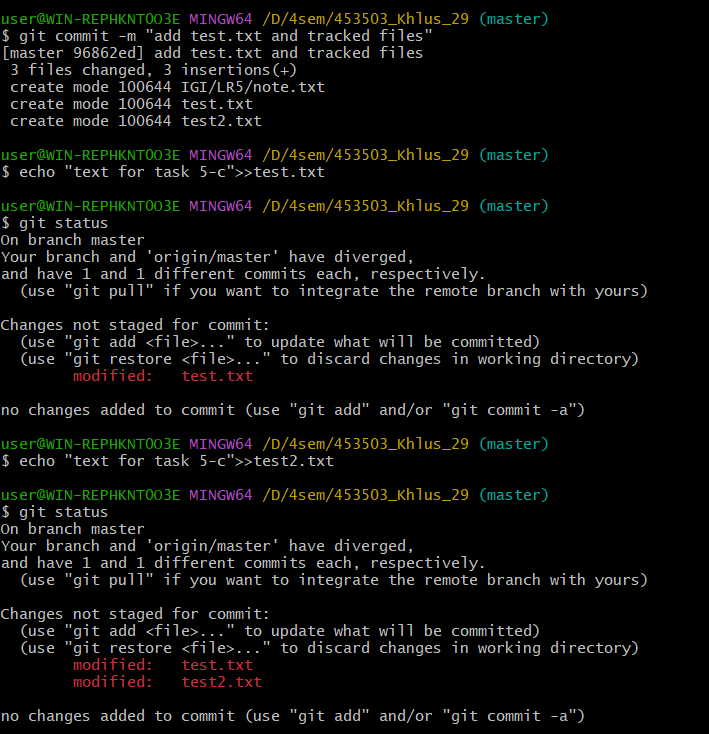 user@WIN-REPHKNTOO3E MINGW64 /D/4sem/453503_Khlus_29 (master)
$ git commit -m "add test.txt and tracked files"
[master 96862ed] add test.txt and tracked files
 3 files changed, 3 insertions(+)
 create mode 100644 IGI/LR5/note.txt
 create mode 100644 test.txt
 create mode 100644 test2.txt
user@WIN-REPHKNTOO3E MINGW64 /D/4sem/453503_Khlus_29 (master)
$ echo "text for task 5-c">>test.txt
user@WIN-REPHKNTOO3E MINGW64 /D/4sem/453503_Khlus_29 (master)
$ git status
On branch master
Your branch and 'origin/master' have diverged,
and have 1 and 1 different commits each, respectively.
  (use "git pull" if you want to integrate the remote branch with yours)
Changes not staged for commit:
  (use "git add <file>..." to update what will be committed)
  (use "git restore <file>..." to discard changes in working directory)
        modified:   test.txt
no changes added to commit (use "git add" and/or "git commit -a")
user@WIN-REPHKNTOO3E MINGW64 /D/4sem/453503_Khlus_29 (master)
$ echo "text for task 5-c">>test2.txt
user@WIN-REPHKNTOO3E MINGW64 /D/4sem/453503_Khlus_29 (master)
$ git status
On branch master
Your branch and 'origin/master' have diverged,
and have 1 and 1 different commits each, respectively.
  (use "git pull" if you want to integrate the remote branch with yours)
Changes not staged for commit:
  (use "git add <file>..." to update what will be committed)
  (use "git restore <file>..." to discard changes in working directory)
        modified:   test.txt
        modified:   test2.txt
no changes added to commit (use "git add" and/or "git commit -a")